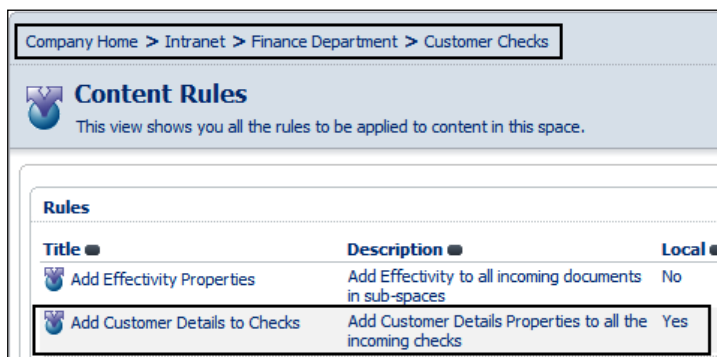 Company Home > Intranet > Finance Department > Customer Checks
Content Rules
This view shows you all the rules to be applied to content in this space.
Rules
Title Description Local
Add Effectivity Properties Add Effectivity to all incoming documents No
in sub-spaces
Add Customer Details to Checks Add Customer Details Properties to all the Yes
incoming checks